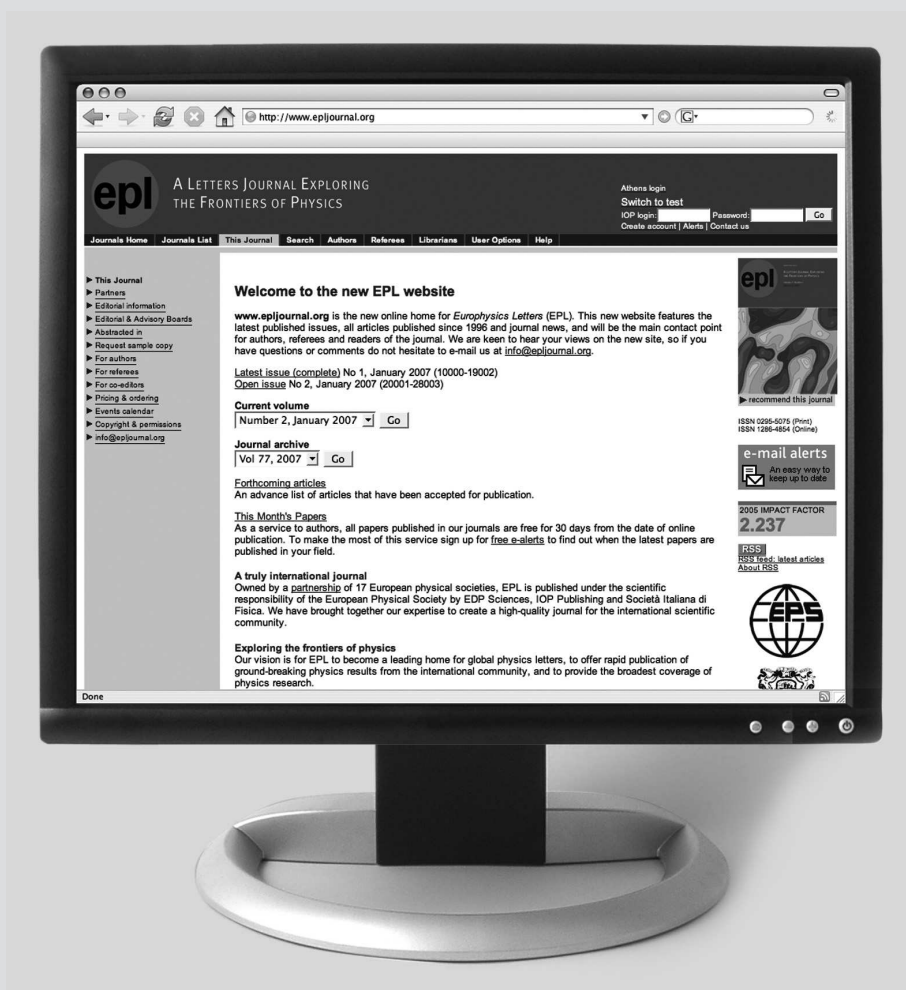 http://www.epljournal.org
G
epl
A LETTERS JOURNAL EXPLORING
THE FRONTIERS OF PHYSICS
Athens login
Switch to test
IOP login: Password: Go
Create account | Alerts | Contact us
Journals Home Journals List This Journal Search Authors Referees Librarians User Options Help
This Journal
Partners
Editorial information
Editorial & Advisory Boards
Abstracted in
Request sample copy
For authors
For referees
For co-editors
Pricing & ordering
Events calendar
Copyright & permissions
info@epljournal.org
Welcome to the new EPL website
www.epljournal.org is the new online home for Europhysics Letters (EPL). This new website features the
latest published issues, all articles published since 1996 and journal news, and will be the main contact point
for authors, referees and readers of the journal. We are keen to hear your views on the new site, so if you
have questions or comments do not hesitate to e-mail us at info@epljournal.org.
Latest issue (complete) No 1, January 2007 (10000-19002)
Open issue No 2, January 2007 (20001-28003)
Current volume
Number 2, January 2007 Go
Journal archive
Vol 77, 2007 Go
Forthcoming articles
An advance list of articles that have been accepted for publication.
This Month's Papers
As a service to authors, all papers published in our journals are free for 30 days from the date of online
publication. To make the most of this service sign up for free e-alerts to find out when the latest papers are
published in your field.
A truly international journal
Owned by a partnership of 17 European physical societies, EPL is published under the scientific
responsibility of the European Physical Society by EDP Sciences, IOP Publishing and Società Italiana di
Fisica. We have brought together our expertise to create a high-quality journal for the international scientific
community.
Exploring the frontiers of physics
Our vision is for EPL to become a leading home for global physics letters, to offer rapid publication of
ground-breaking physics results from the international community, and to provide the broadest coverage of
physics research.
epl
recommend this journal
ISSN 0295-5075 (Print)
ISSN 1286-4854 (Online)
e-mail alerts
An easy way to
keep up to date
2005 IMPACT FACTOR
2.237
RSS
RSS feed: latest articles
About RSS
EPS
Done